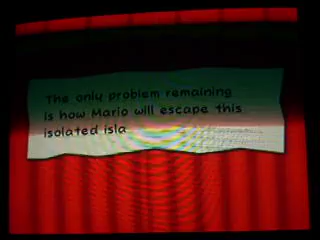 The only problem remaining
is how Mario will escape this
isolated isla